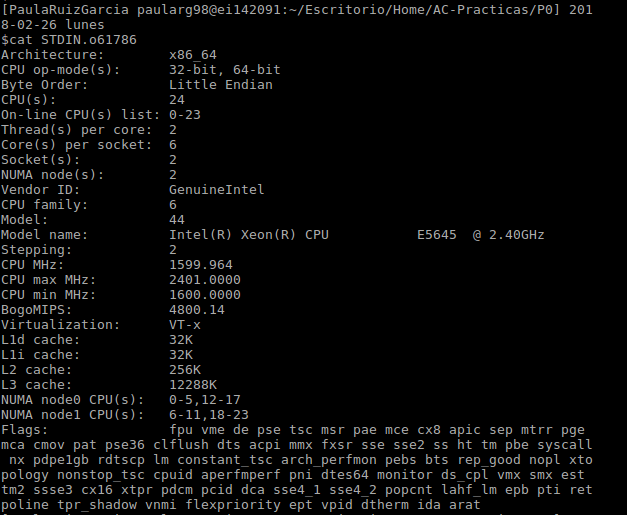 [PaulaRuizGarcia paularg98@ei142091:~/Escritorio/Home/AC-Practicas/P0] 201
8-02-26 lunes
$cat STDIN.o61786
Architecture:        x86_64
CPU op-mode(s):      32-bit, 64-bit
Byte Order:          Little Endian
CPU(s):              24
On-line CPU(s) list: 0-23
Thread(s) per core:  2
Core(s) per socket:  6
Socket(s):           2
NUMA node(s):        2
Vendor ID:           GenuineIntel
CPU family:          6
Model:               44
Model name:          Intel(R) Xeon(R) CPU           E5645  @ 2.40GHz
Stepping:            2
CPU MHz:             1599.964
CPU max MHz:         2401.0000
CPU min MHz:         1600.0000
BogoMIPS:            4800.14
Virtualization:      VT-x
L1d cache:           32K
L1i cache:           32K
L2 cache:            256K
L3 cache:            12288K
NUMA node0 CPU(s):   0-5,12-17
NUMA node1 CPU(s):   6-11,18-23
Flags:               fpu vme de pse tsc msr pae mce cx8 apic sep mtrr pge
mca cmov pat pse36 clflush dts acpi mmx fxsr sse sse2 ss ht tm pbe syscall
 nx pdpe1gb rdtscp lm constant_tsc arch_perfmon pebs bts rep_good nopl xto
pology nonstop_tsc cpuid aperfmperf pni dtes64 monitor ds_cpl vmx smx est
tm2 ssse3 cx16 xtpr pdcm pcid dca sse4_1 sse4_2 popcnt lahf_lm epb pti ret
poline tpr_shadow vnmi flexpriority ept vpid dtherm ida arat